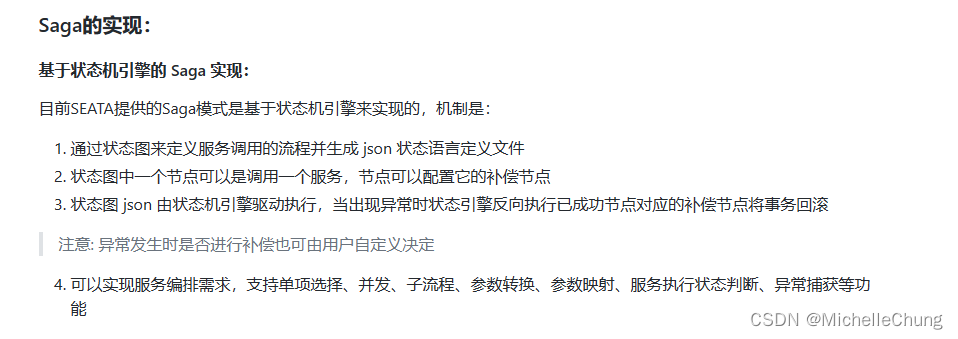 Saga的实现：
基于状态机引擎的 Saga 实现：
目前SEATA提供的Saga模式是基于状态机引擎来实现的，机制是：
1. 通过状态图来定义服务调用的流程并生成 json 状态语言定义文件
2. 状态图中一个节点可以是调用一个服务，节点可以配置它的补偿节点
3. 状态图 json 由状态机引擎驱动执行，当出现异常时状态引擎反向执行已成功节点对应的补偿节点将事务回滚
注意: 异常发生时是否进行补偿也可由用户自定义决定
4. 可以实现服务编排需求，支持单项选择、并发、子流程、参数转换、参数映射、服务执行状态判断、异常捕获等功
能
CSDN @MichelleChung